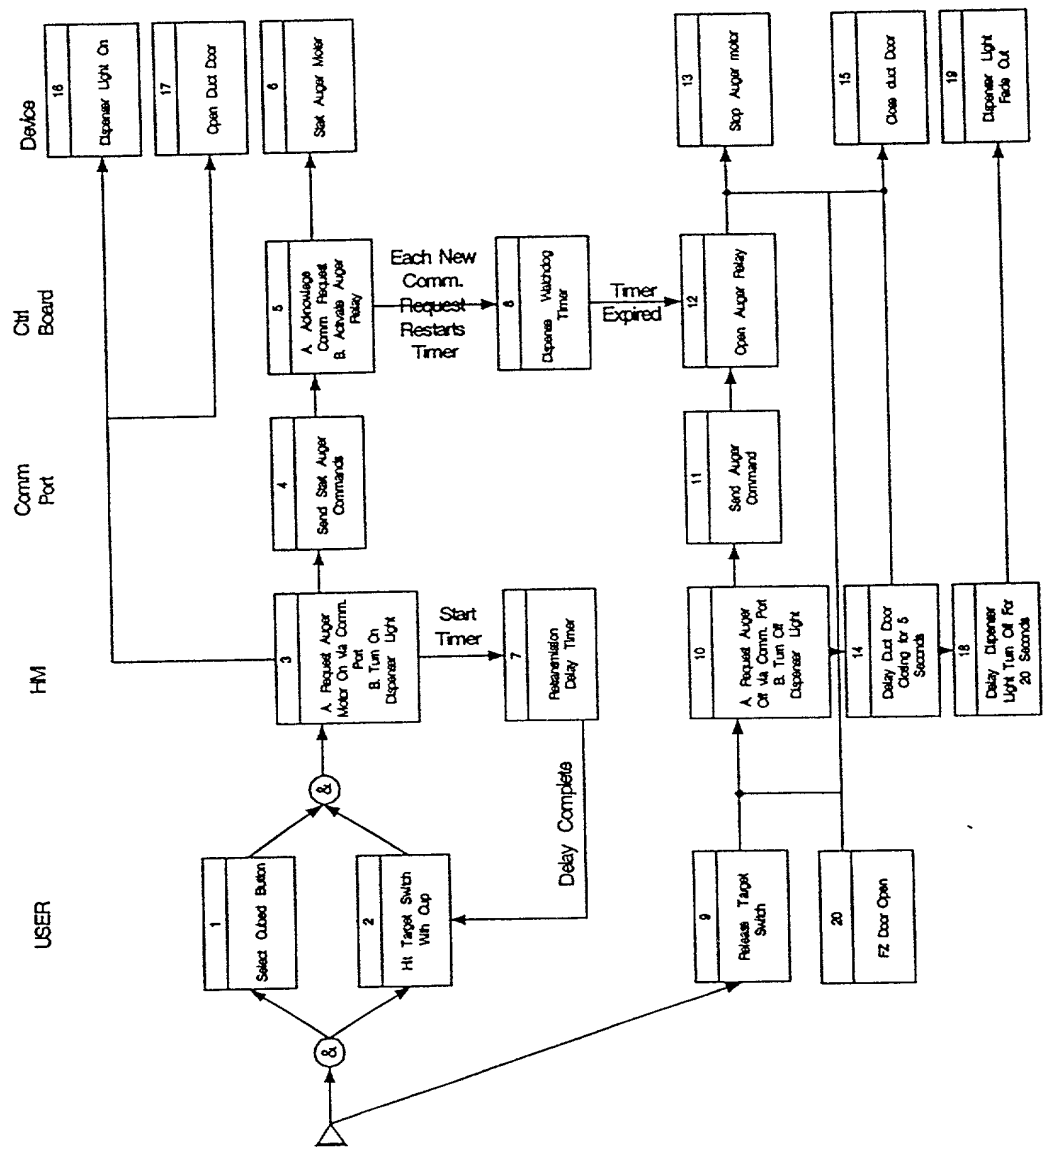 Device
Ctrl
Board
Comm
Port
HM
USER
16
Dispenser Light On
17
Open Duct Door
6
Start Auger Moter
13
Stop Auger motor
15
Close duct Door
19
Dispenser Light
Fade Out
5
A. Acknowlege
Comm. Request
B. Activate Auger
Relay
Each New
Comm.
Request
Restarts
Timer
8
Dispense Watchdog
Timer
Timer
Expired
12
Open Auger Relay
4
Send Start Auger
Commands
11
Send Auger
Command
3
A. Request Auger
Motor On via Comm.
Port
B. Turn On
Dispenser Light
Start
Timer
7
Retransmission
Delay Timer
10
A. Request Auger
Off via Comm. Port
B. Turn Off
Dispenser Light
14
Delay Duct Door
Closing for 5
Seconds
18
Delay Dispenser
Light Turn Off For
20 Seconds
&
Delay Complete
1
Select Cubed Button
2
Hit Target Switch
With Cup
9
Release Target
Switch
20
FZ Door Open
&